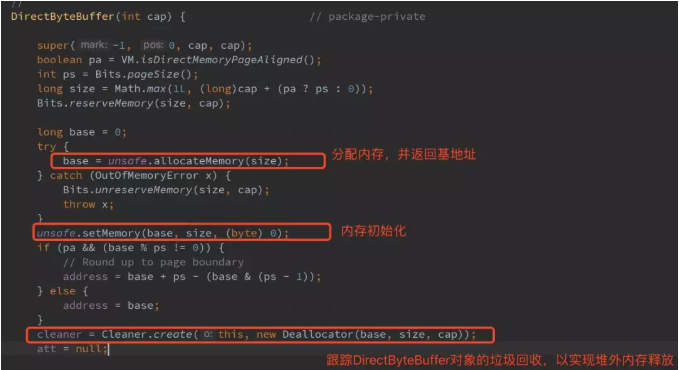 //
DirectByteBuffer(int cap) { // package-private
super( mark: -1, pos: 0, cap, cap);
boolean pa = VM.isDirectMemoryPageAligned();
int ps = Bits.pageSize();
long size = Math.max(1L, (long)cap + (pa ? ps : 0));
Bits.reserveMemory(size, cap);
long base = 0;
try {
base = unsafe.allocateMemory(size); 分配内存，并返回基地址
} catch (OutOfMemoryError x) {
Bits.unreserveMemory(size, cap);
throw x;
}
unsafe.setMemory(base, size, (byte) 0); 内存初始化
if (pa && (base % ps != 0)) {
// Round up to page boundary
address = base + ps - (base & (ps - 1));
} else {
address = base;
}
cleaner = Cleaner.create( o: this, new Deallocator(base, size, cap));
att = null;
跟踪DirectByteBuffer对象的垃圾回收，以实现堆外内存释放